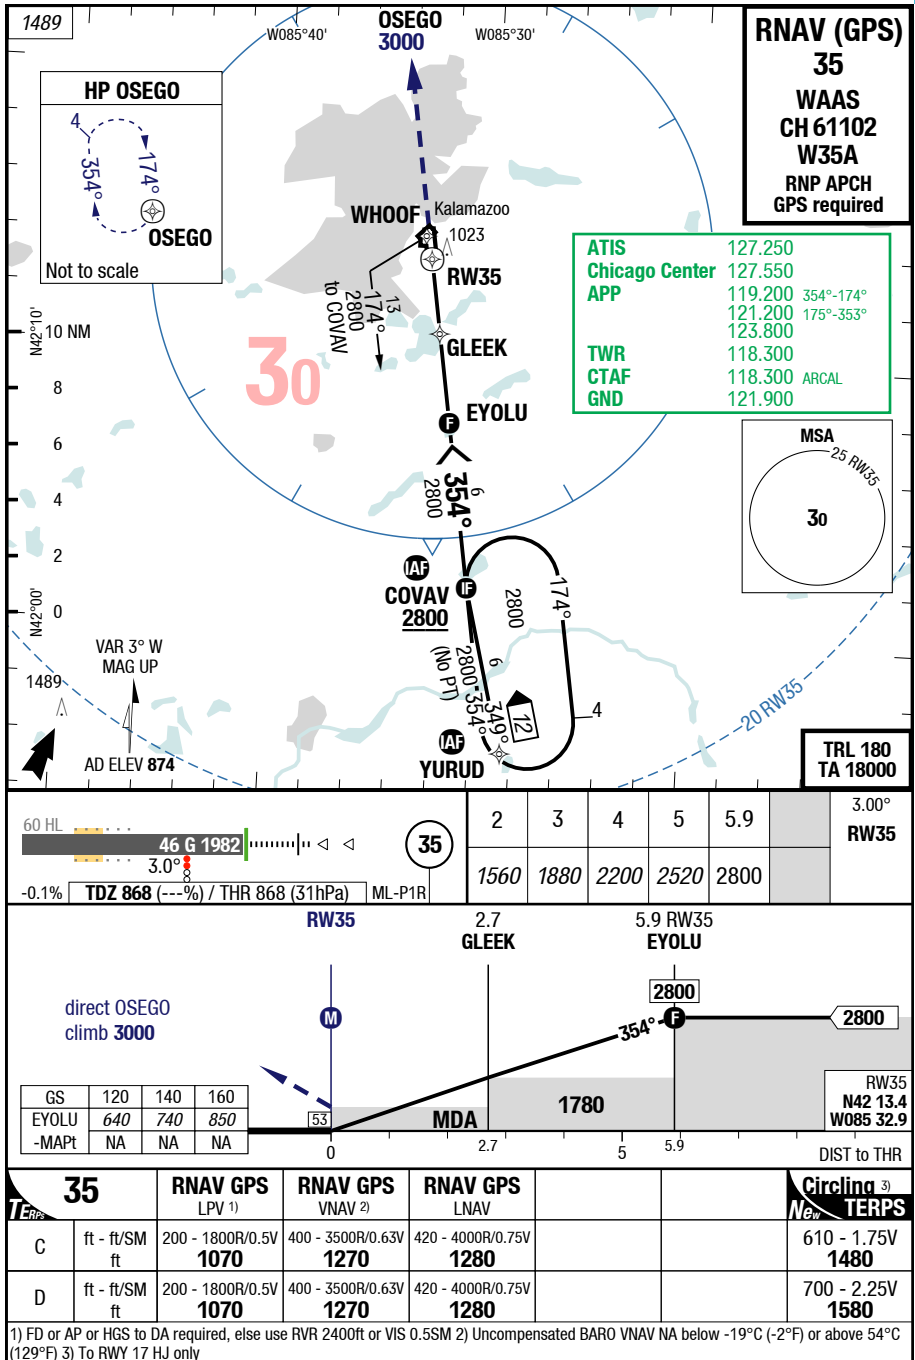 1489
OSEGO
3000
W085°40'
W085°30'
RNAV (GPS)
35
WAAS
CH 61102
W35A
RNP APCH
GPS required
HP OSEGO
4
354°
174°
OSEGO
Not to scale
WHOOF
Kalamazoo
1023
RW35
13
174°
2800
to COVAV
GLEEK
ATIS 127.250
Chicago Center 127.550
APP 119.200 354°-174°
121.200 175°-353°
123.800
TWR 118.300
CTAF 118.300 ARCAL
GND 121.900
N42°10'
10 NM
8
6
4
2
0
N42°00'
30
EYOLU
F
6
354°
2800
MSA
25 RW35
30
IAF
COVAV
2800
IF
2800
174°
6
2800
(No PT)
354°
349°
12
4
IAF
YURUD
20 RW35
VAR 3° W
MAG UP
1489
AD ELEV 874
TRL 180
TA 18000
60 HL
46 G 1982
3.0°
-0.1%
TDZ 868 (---%) / THR 868 (31hPa)
ML-P1R
35
2 3 4 5 5.9
1560 1880 2200 2520 2800
3.00°
RW35
RW35
2.7
GLEEK
5.9 RW35
EYOLU
direct OSEGO
climb 3000
M
2800
F
354°
2800
GS 120 140 160
EYOLU 640 740 850
-MAPt NA NA NA
53
MDA
1780
RW35
N42 13.4
W085 32.9
0
2.7
5
5.9
DIST to THR
TERPs
35
RNAV GPS
LPV 1)
RNAV GPS
VNAV 2)
RNAV GPS
LNAV
Circling 3)
New TERPS
C
ft - ft/SM
ft
200 - 1800R/0.5V
1070
400 - 3500R/0.63V
1270
420 - 4000R/0.75V
1280
610 - 1.75V
1480
D
ft - ft/SM
ft
200 - 1800R/0.5V
1070
400 - 3500R/0.63V
1270
420 - 4000R/0.75V
1280
700 - 2.25V
1580
1) FD or AP or HGS to DA required, else use RVR 2400ft or VIS 0.5SM 2) Uncompensated BARO VNAV NA below -19°C (-2°F) or above 54°C
(129°F) 3) To RWY 17 HJ only